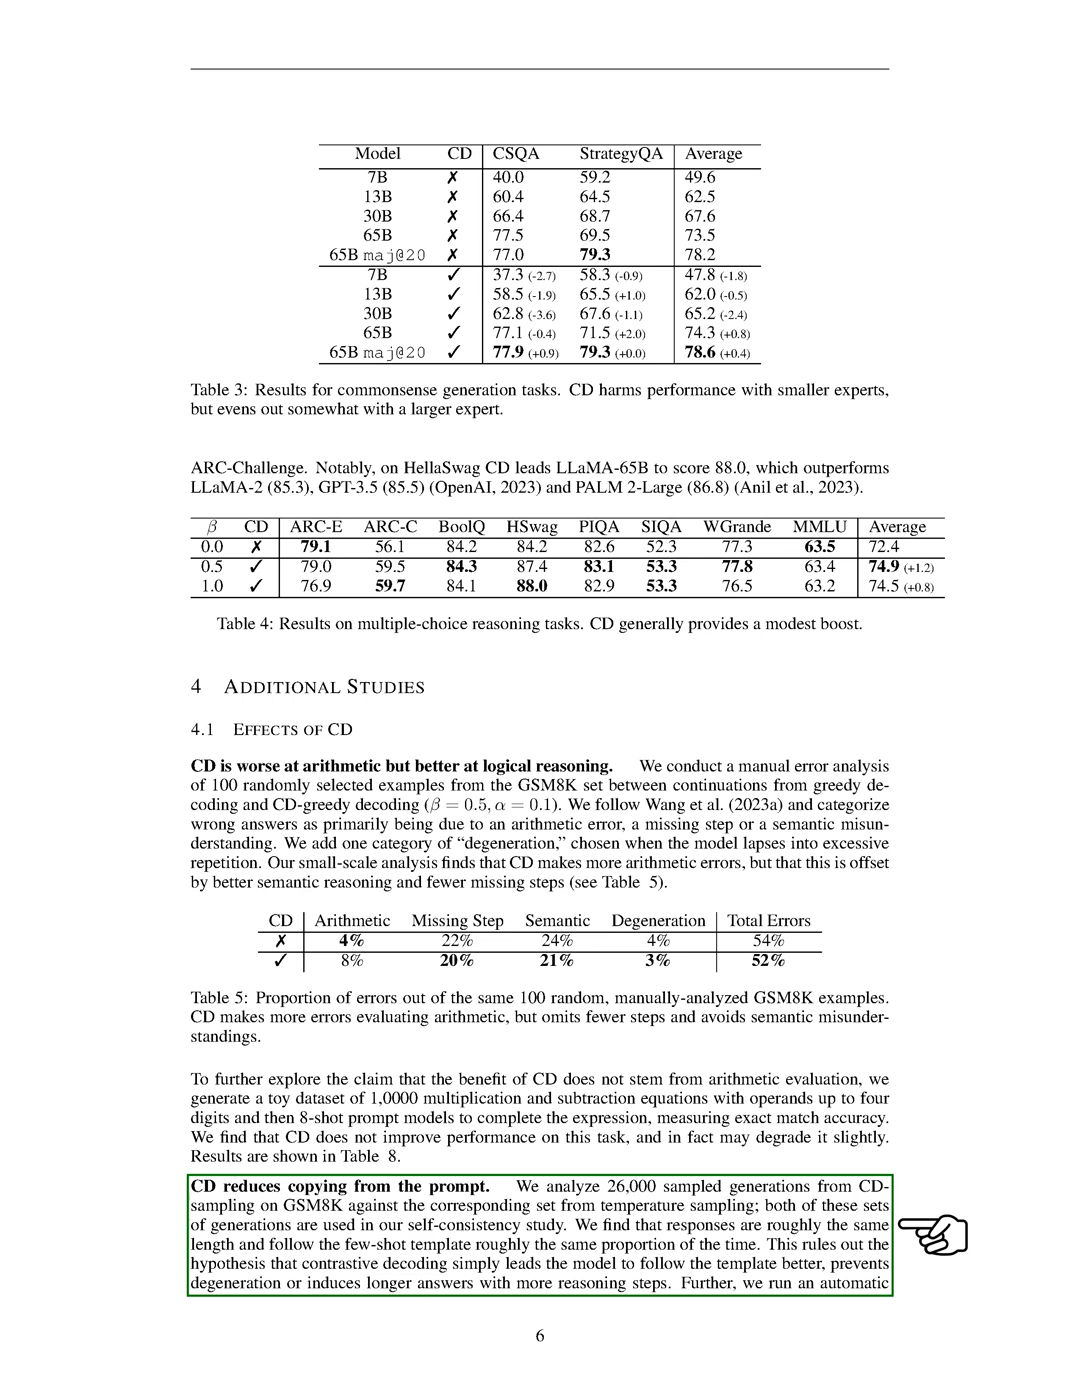 Model CD CSQA StrategyQA Average
7B ✗ 40.0 59.2 49.6
13B ✗ 60.4 64.5 62.5
30B ✗ 66.4 68.7 67.6
65B ✗ 77.5 69.5 73.5
65B maj@20 ✗ 77.0 79.3 78.2
7B ✓ 37.3 (-2.7) 58.3 (-0.9) 47.8 (-1.8)
13B ✓ 58.5 (-1.9) 65.5 (+1.0) 62.0 (-0.5)
30B ✓ 62.8 (-3.6) 67.6 (-1.1) 65.2 (-2.4)
65B ✓ 77.1 (-0.4) 71.5 (+2.0) 74.3 (+0.8)
65B maj@20 ✓ 77.9 (+0.9) 79.3 (+0.0) 78.6 (+0.4)
Table 3: Results for commonsense generation tasks. CD harms performance with smaller experts,
but evens out somewhat with a larger expert.
ARC-Challenge. Notably, on HellaSwag CD leads LLaMA-65B to score 88.0, which outperforms
LLaMA-2 (85.3), GPT-3.5 (85.5) (OpenAI, 2023) and PALM 2-Large (86.8) (Anil et al., 2023).
β CD ARC-E ARC-C BoolQ HSwag PIQA SIQA WGrande MMLU Average
0.0 ✗ 79.1 56.1 84.2 84.2 82.6 52.3 77.3 63.5 72.4
0.5 ✓ 79.0 59.5 84.3 87.4 83.1 53.3 77.8 63.4 74.9 (+1.2)
1.0 ✓ 76.9 59.7 84.1 88.0 82.9 53.3 76.5 63.2 74.5 (+0.8)
Table 4: Results on multiple-choice reasoning tasks. CD generally provides a modest boost.
4 ADDITIONAL STUDIES
4.1 EFFECTS OF CD
CD is worse at arithmetic but better at logical reasoning. We conduct a manual error analysis
of 100 randomly selected examples from the GSM8K set between continuations from greedy de-
coding and CD-greedy decoding (β = 0.5, α = 0.1). We follow Wang et al. (2023a) and categorize
wrong answers as primarily being due to an arithmetic error, a missing step or a semantic misun-
derstanding. We add one category of “degeneration,” chosen when the model lapses into excessive
repetition. Our small-scale analysis finds that CD makes more arithmetic errors, but that this is offset
by better semantic reasoning and fewer missing steps (see Table 5).
CD Arithmetic Missing Step Semantic Degeneration Total Errors
✗ 4% 22% 24% 4% 54%
✓ 8% 20% 21% 3% 52%
Table 5: Proportion of errors out of the same 100 random, manually-analyzed GSM8K examples.
CD makes more errors evaluating arithmetic, but omits fewer steps and avoids semantic misunder-
standings.
To further explore the claim that the benefit of CD does not stem from arithmetic evaluation, we
generate a toy dataset of 1,0000 multiplication and subtraction equations with operands up to four
digits and then 8-shot prompt models to complete the expression, measuring exact match accuracy.
We find that CD does not improve performance on this task, and in fact may degrade it slightly.
Results are shown in Table 8.
CD reduces copying from the prompt. We analyze 26,000 sampled generations from CD-
sampling on GSM8K against the corresponding set from temperature sampling; both of these sets
of generations are used in our self-consistency study. We find that responses are roughly the same
length and follow the few-shot template roughly the same proportion of the time. This rules out the
hypothesis that contrastive decoding simply leads the model to follow the template better, prevents
degeneration or induces longer answers with more reasoning steps. Further, we run an automatic
6